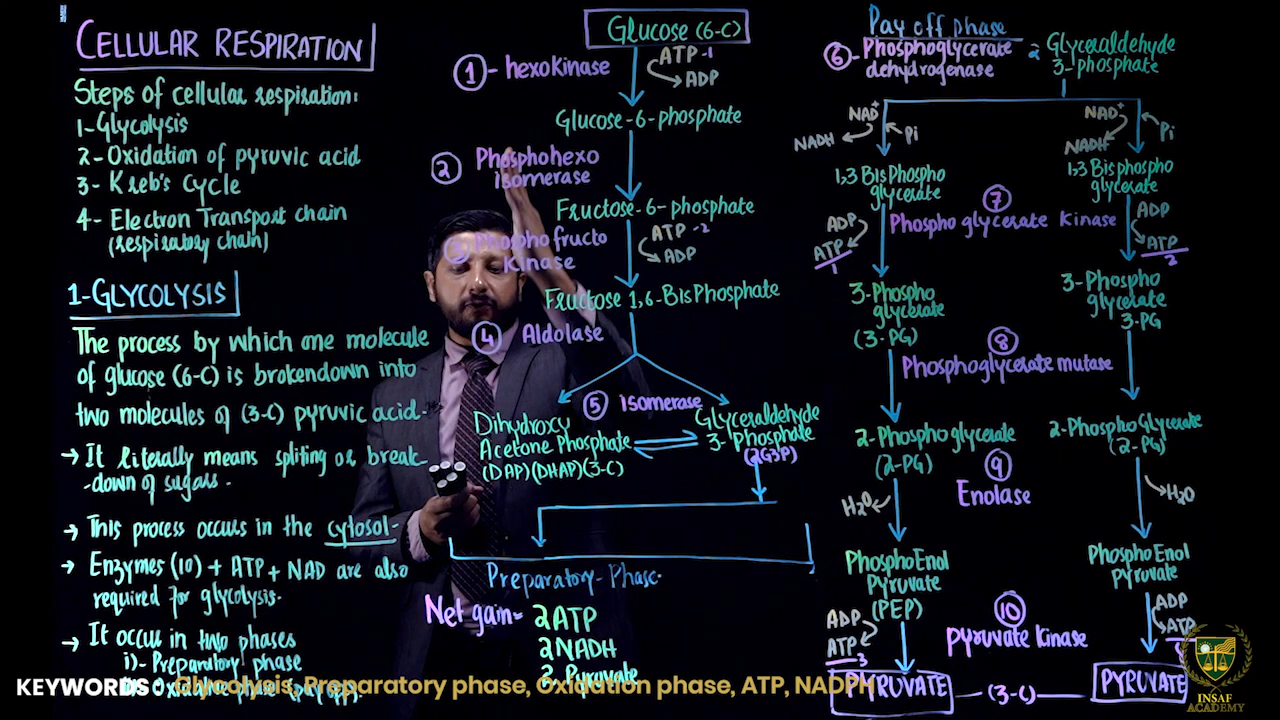 CELLULAR RESPIRATION
Steps of cellular respiration:
1-Glycolysis
2-Oxidation of pyruvic acid
3- Kreb's cycle
4- Electron Transport chain
(respiratory chain)
1-GLYCOLYSIS
The process by which one molecule
of glucose (6-C) is brokendown into
two molecules of (3-C) pyruvic acid.
→ It literally means spliting or break-
-down of sugars.
→ This process occurs in the cytosol.
→ Enzymes (10) + ATP + NAD are also
required for glycolysis.
→ It occur in two phases
i)- Preparatory phase
Oxidative phase
Glucose (6-C)
1 - hexokinase
ATP-1
ADP
Glucose-6-phosphate
2 Phosphohexo
isomerase
Fructose-6-phosphate
3 Phosphofructo
Kinase
ATP-2
ADP
Fructose 1,6-BisPhosphate
4 Aldolase
5 isomerase
Dihydroxy
Acetone Phosphate
(DAP)(DHAP)(3-C)
Glyceraldehyde
3-Phosphate
(2G3P)
Preparatory-Phase.
Net gain=
2ATP
2NADH
2 Pyruvate
Pay off phase
6-Phosphoglycerate
dehydrogenase
2 Glyceraldehyde
3-phosphate
NAD+
NADH
Pi
NAD+
NADH
Pi
1,3 BisPhospho
glycerate
1,3 Bisphospho
glycerate
7
Phosphoglycerate Kinase
ADP
ATP
1
ADP
ATP
2
3-Phospho
glycerate
(3-PG)
3-Phospho
glycerate
3-PG
8
Phosphoglycerate mutase
2-Phosphoglycerate
(2-PG)
2-PhosphoGlycerate
(2-PG)
9
Enolase
H2O
H2O
PhosphoEnol
Pyruvate
(PEP)
PhosphoEnol
Pyruvate
10
pyruvate kinase
ADP
ATP
3
ADP
ATP
PYRUVATE
(3-C)
PYRUVATE
KEYWORDS : Glycolysis, Preparatory phase, Oxidation phase, ATP, NADPH
INSAF
ACADEMY